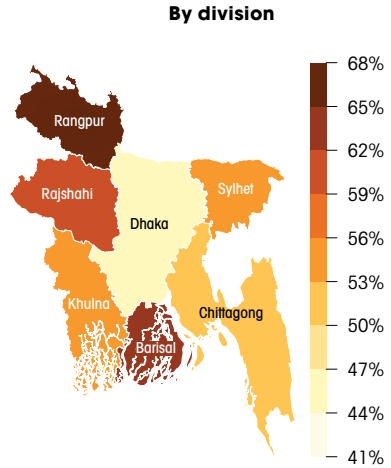 By division
68%
65%
62%
59%
56%
53%
50%
47%
44%
41%
Rangpur
Rajshahi
Sylhet
Dhaka
Khulna
Chittagong
Barisal